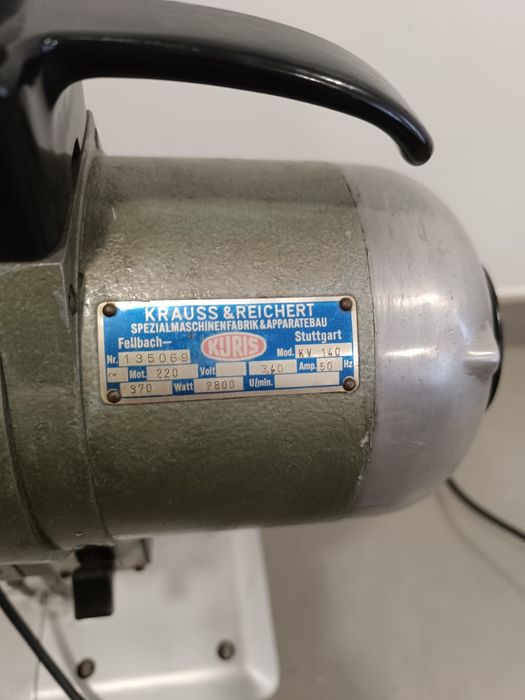 KRAUSS & REICHERT
SPEZIALMASCHINENFABRIK & APPARATEBAU
Fellbach- KURIS Stuttgart
Nr. 135069 Mod. KV 140
~ Mot. 220 Volt 3,40 Amp. 50 Hz
370 Watt 2800 U/min.